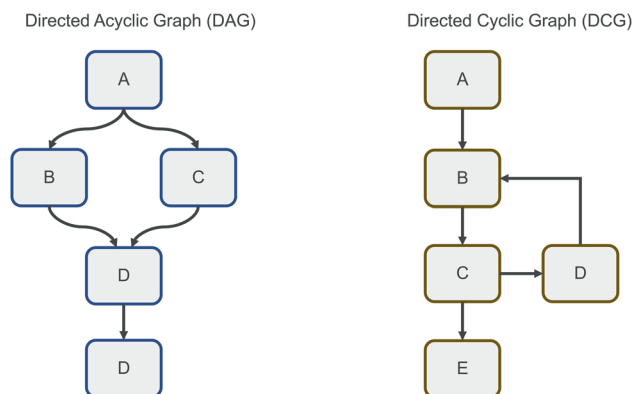 Directed Acyclic Graph (DAG)
A
B
C
D
D
Directed Cyclic Graph (DCG)
A
B
C
D
E